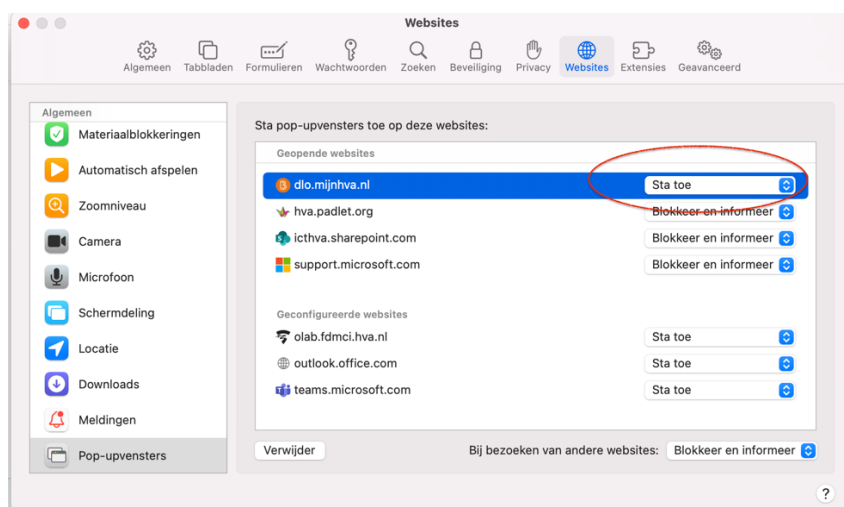 Websites
Algemeen Tabbladen Formulieren Wachtwoorden Zoeken Beveiliging Privacy Websites Extensies Geavanceerd
Algemeen
Materiaalblokkeringen
Automatisch afspelen
Zoomniveau
Camera
Microfoon
Schermdeling
Locatie
Downloads
Meldingen
Pop-upvensters
Sta pop-upvensters toe op deze websites:
Geopende websites
dlo.mijnhva.nl Sta toe
hva.padlet.org Blokkeer en informeer
icthva.sharepoint.com Blokkeer en informeer
support.microsoft.com Blokkeer en informeer
Geconfigureerde websites
olab.fdmci.hva.nl Sta toe
outlook.office.com Sta toe
teams.microsoft.com Sta toe
Verwijder Bij bezoeken van andere websites: Blokkeer en informeer
?